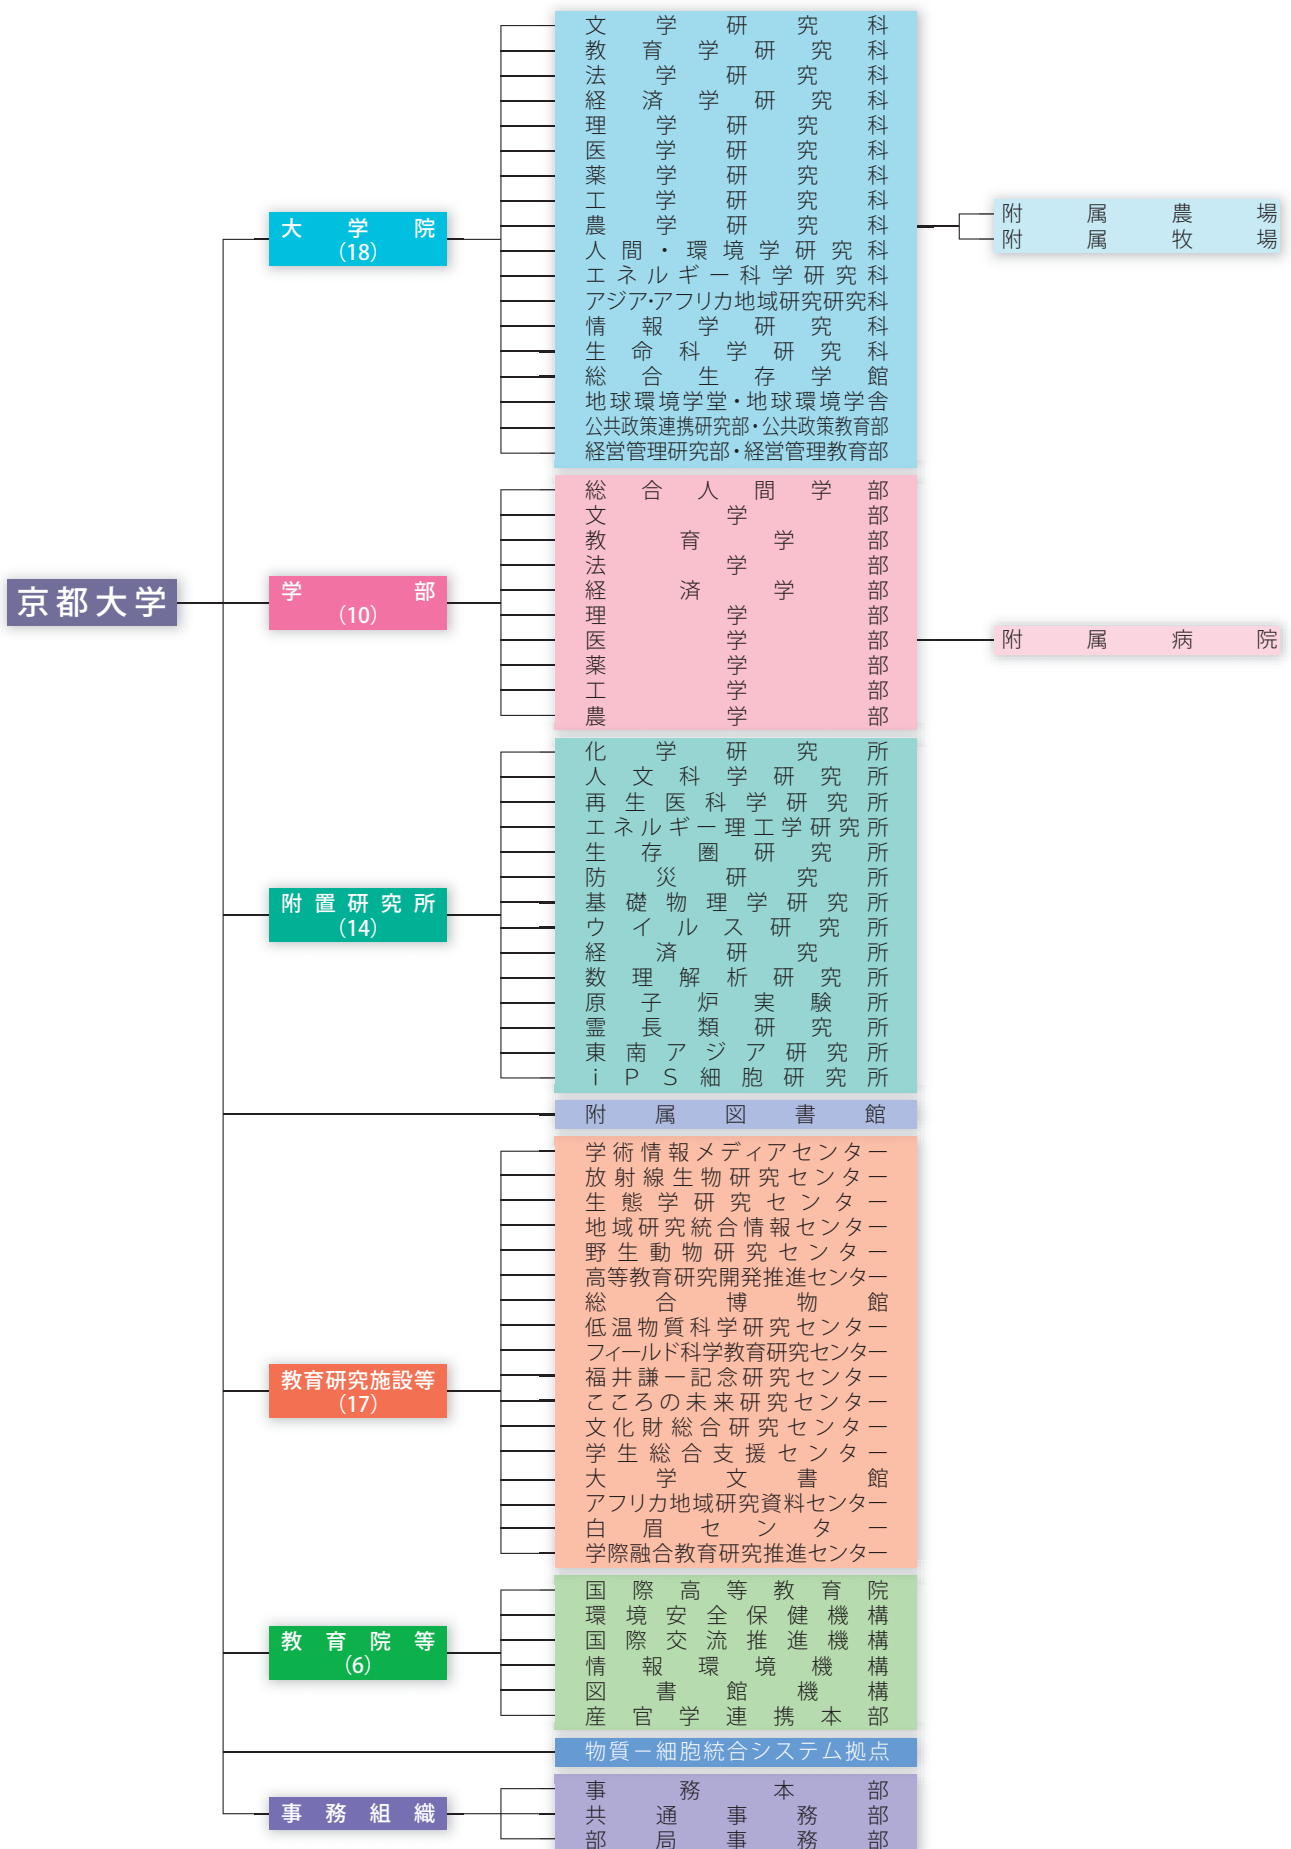 京都大学
大学院
(18)
文学研究科
教育学研究科
法学研究科
経済学研究科
理学研究科
医学研究科
薬学研究科
工学研究科
農学研究科
人間・環境学研究科
エネルギー科学研究科
アジア・アフリカ地域研究研究科
情報学研究科
生命科学研究科
総合生存学館
地球環境学堂・地球環境学舎
公共政策連携研究部・公共政策教育部
経営管理研究部・経営管理教育部
附属農場
附属牧場
学部
(10)
総合人間学部
文学部
教育学部
法学部
経済学部
理学部
医学部
薬学部
工学部
農学部
附属病院
附置研究所
(14)
化学研究所
人文科学研究所
再生医科学研究所
エネルギー理工学研究所
生存圏研究所
防災研究所
基礎物理学研究所
ウイルス研究所
経済研究所
数理解析研究所
原子炉実験所
霊長類研究所
東南アジア研究所
iPS細胞研究所
附属図書館
教育研究施設等
(17)
学術情報メディアセンター
放射線生物研究センター
生態学研究センター
地域研究統合情報センター
野生動物研究センター
高等教育研究開発推進センター
総合博物館
低温物質科学研究センター
フィールド科学教育研究センター
福井謙一記念研究センター
こころの未来研究センター
文化財総合研究センター
学生総合支援センター
大学文書館
アフリカ地域研究資料センター
白眉センター
学際融合教育研究推進センター
教育院等
(6)
国際高等教育院
環境安全保健機構
国際交流推進機構
情報環境機構
図書館機構
産官学連携本部
物質－細胞統合システム拠点
事務組織
事務本部
共通事務部
部局事務部